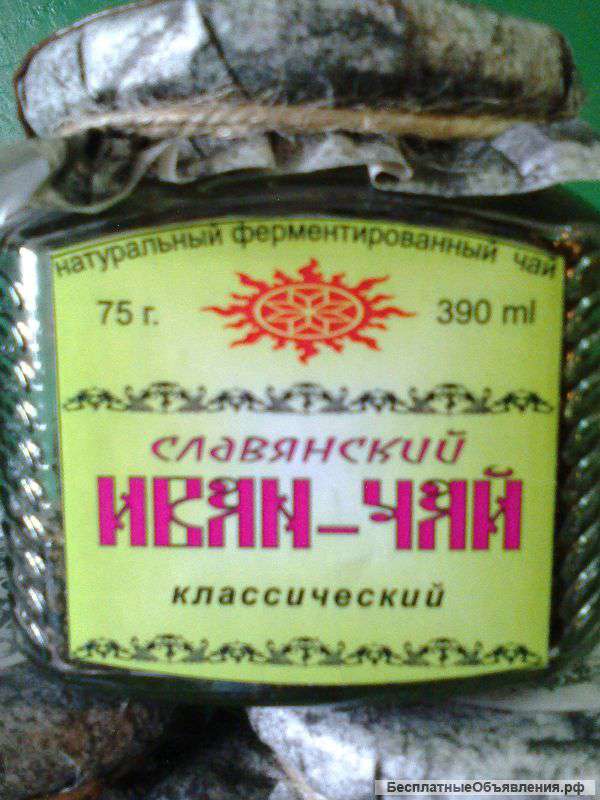 натуральный ферментированный чай
75 г. 390 ml
славянский
ИВАН-ЧАЙ
классический
БесплатныеОбъявления.рф